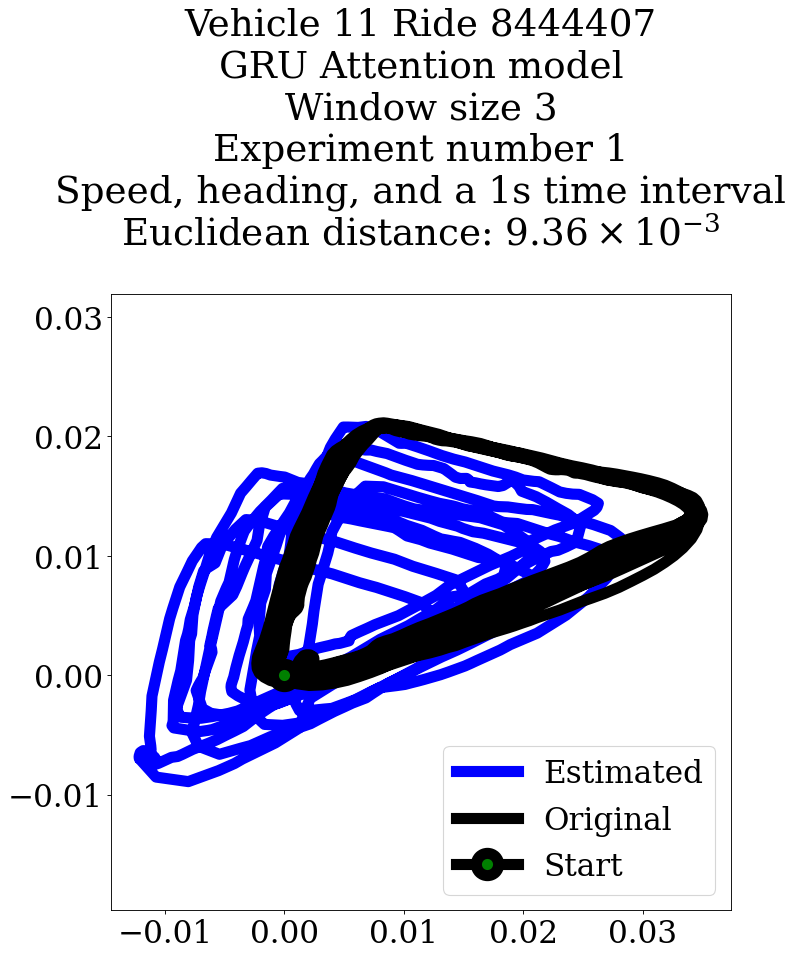 Vehicle 11 Ride 8444407
GRU Attention model
Window size 3
Experiment number 1
Speed, heading, and a 1s time interval
Euclidean distance: 9.36 × 10⁻³
0.03
0.02
0.01
0.00
−0.01
Estimated
Original
Start
−0.01 0.00 0.01 0.02 0.03